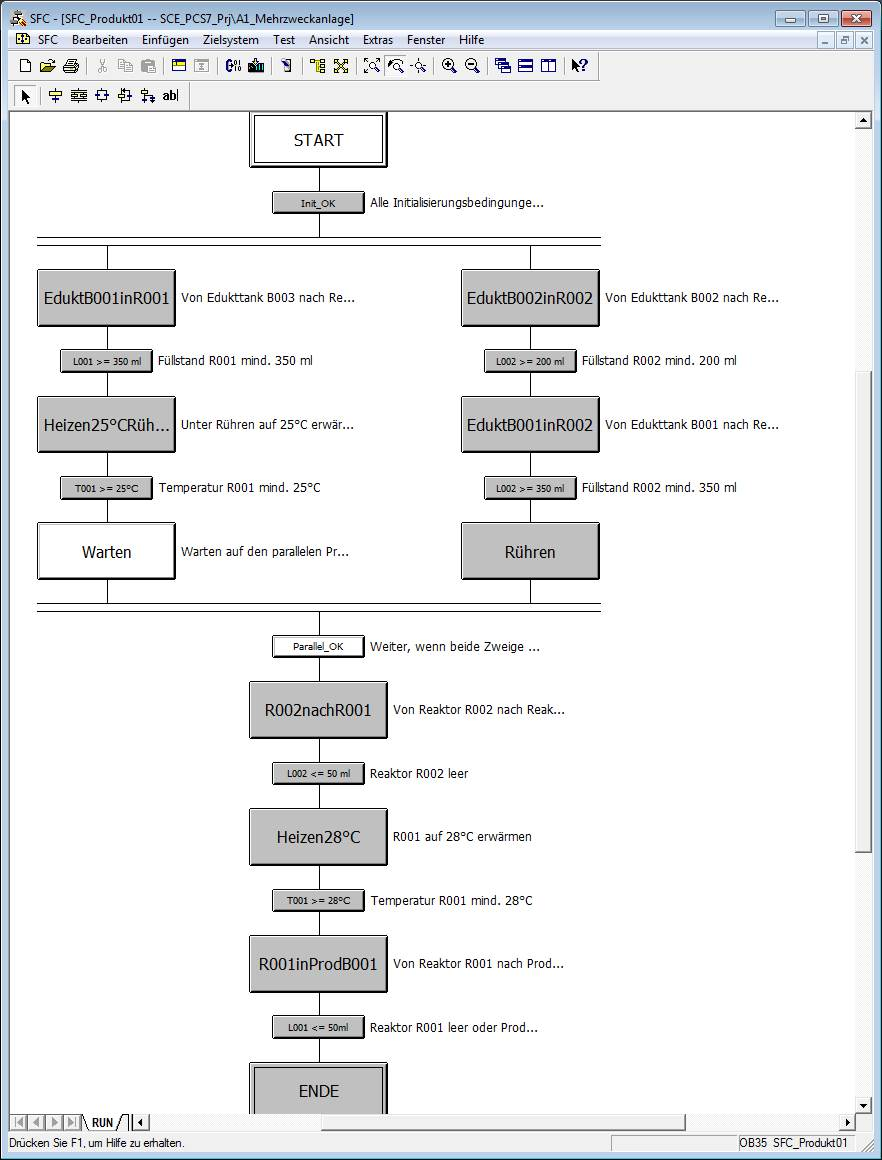 SFC - [SFC_Produkt01 -- SCE_PCS7_Prj\A1_Mehrzweckanlage]
SFC Bearbeiten Einfügen Zielsystem Test Ansicht Extras Fenster Hilfe
ab|
START
Init_OK Alle Initialisierungsbedingunge...
EduktB001inR001 Von Edukttank B003 nach Re... EduktB002inR002 Von Edukttank B002 nach Re...
L001 >= 350 ml Füllstand R001 mind. 350 ml L002 >= 200 ml Füllstand R002 mind. 200 ml
Heizen25°CRüh... Unter Rühren auf 25°C erwär... EduktB001inR002 Von Edukttank B001 nach Re...
T001 >= 25°C Temperatur R001 mind. 25°C L002 >= 350 ml Füllstand R002 mind. 350 ml
Warten Warten auf den parallelen Pr... Rühren
Parallel_OK Weiter, wenn beide Zweige ...
R002nachR001 Von Reaktor R002 nach Reak...
L002 <= 50 ml Reaktor R002 leer
Heizen28°C R001 auf 28°C erwärmen
T001 >= 28°C Temperatur R001 mind. 28°C
R001inProdB001 Von Reaktor R001 nach Prod...
L001 <= 50ml Reaktor R001 leer oder Prod...
ENDE
RUN
Drücken Sie F1, um Hilfe zu erhalten. OB35 SFC_Produkt01